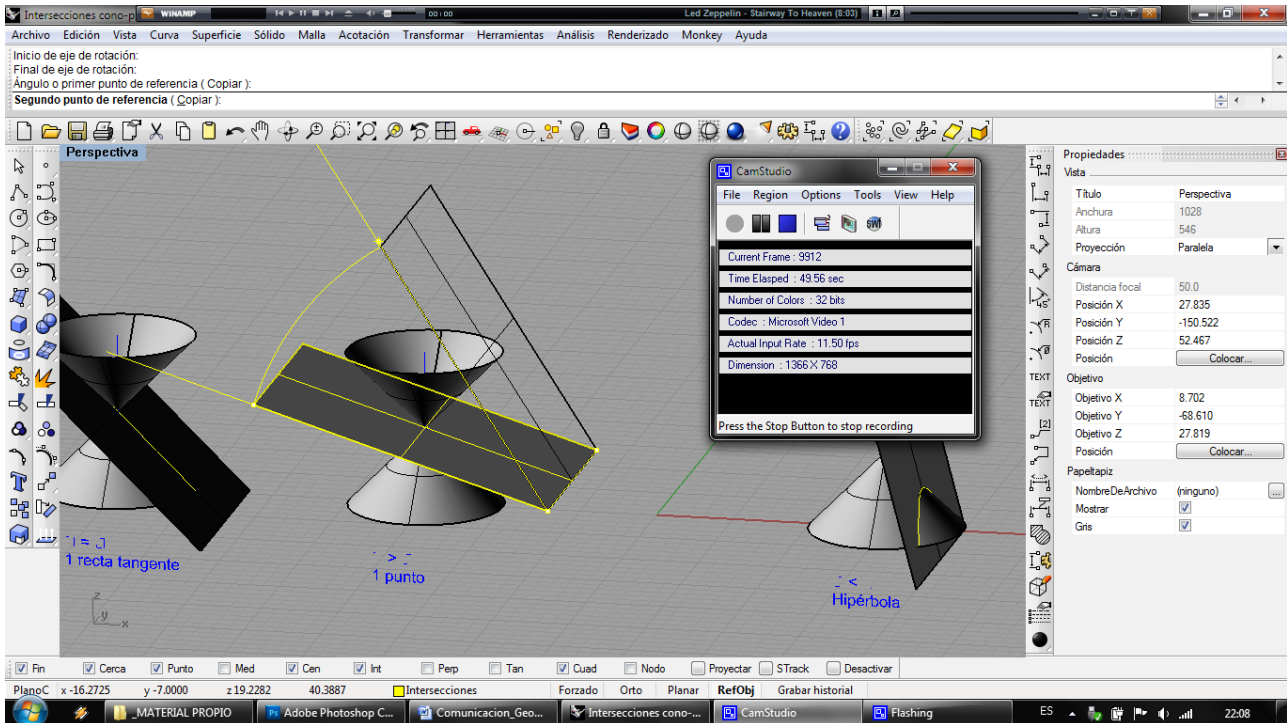 Intersecciones cono-p
WINAMP
00:00
Led Zeppelin - Stairway To Heaven (8:03)
Archivo Edición Vista Curva Superficie Sólido Malla Acotación Transformar Herramientas Análisis Renderizado Monkey Ayuda
Inicio de eje de rotación:
Final de eje de rotación:
Ángulo o primer punto de referencia ( Copiar ):
Segundo punto de referencia ( Copiar ):
Perspectiva
CamStudio
File Region Options Tools View Help
Current Frame : 9912
Time Elasped : 49.56 sec
Number of Colors : 32 bits
Codec : Microsoft Video 1
Actual Input Rate : 11.50 fps
Dimension : 1366 X 768
Press the Stop Button to stop recording
1 recta tangente
>
1 punto
<
Hipérbola
z
y
x
TEXT
TEXT
Propiedades
Vista
Título Perspectiva
Anchura 1028
Altura 546
Proyección Paralela
Cámara
Distancia focal 50.0
Posición X 27.835
Posición Y -150.522
Posición Z 52.467
Posición Colocar...
Objetivo
Objetivo X 8.702
Objetivo Y -68.610
Objetivo Z 27.819
Posición Colocar...
Papeltapiz
NombreDeArchivo (ninguno) ...
Mostrar
Gris
Fin Cerca Punto Med Cen Int Perp Tan Cuad Nodo Proyectar STrack Desactivar
PlanoC x -16.2725 y -7.0000 z 19.2282 40.3887 Intersecciones Forzado Orto Planar RefObj Grabar historial
_MATERIAL PROPIO
Adobe Photoshop C...
Comunicacion_Geo...
Intersecciones cono-...
CamStudio
Flashing
ES
22:08